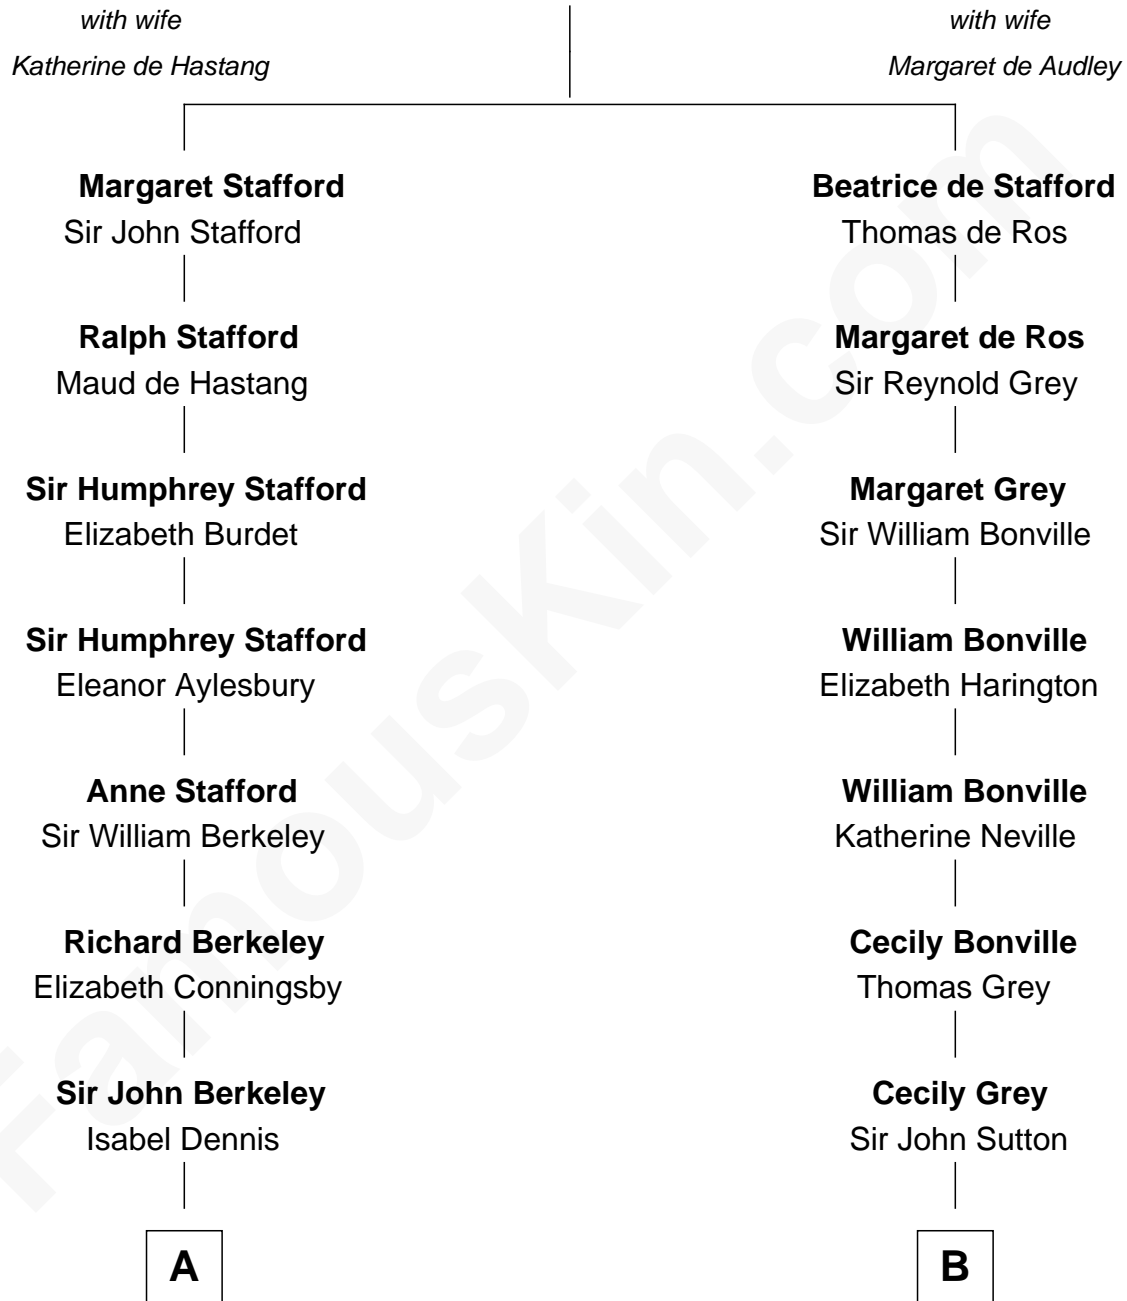 with wife
Katherine de Hastang
with wife
Margaret de Audley
Margaret Stafford
Sir John Stafford
Beatrice de Stafford
Thomas de Ros
Ralph Stafford
Maud de Hastang
Margaret de Ros
Sir Reynold Grey
Sir Humphrey Stafford
Elizabeth Burdet
Margaret Grey
Sir William Bonville
Sir Humphrey Stafford
Eleanor Aylesbury
William Bonville
Elizabeth Harington
Anne Stafford
Sir William Berkeley
William Bonville
Katherine Neville
Richard Berkeley
Elizabeth Conningsby
Cecily Bonville
Thomas Grey
Sir John Berkeley
Isabel Dennis
Cecily Grey
Sir John Sutton
A
B
FamousKin.com